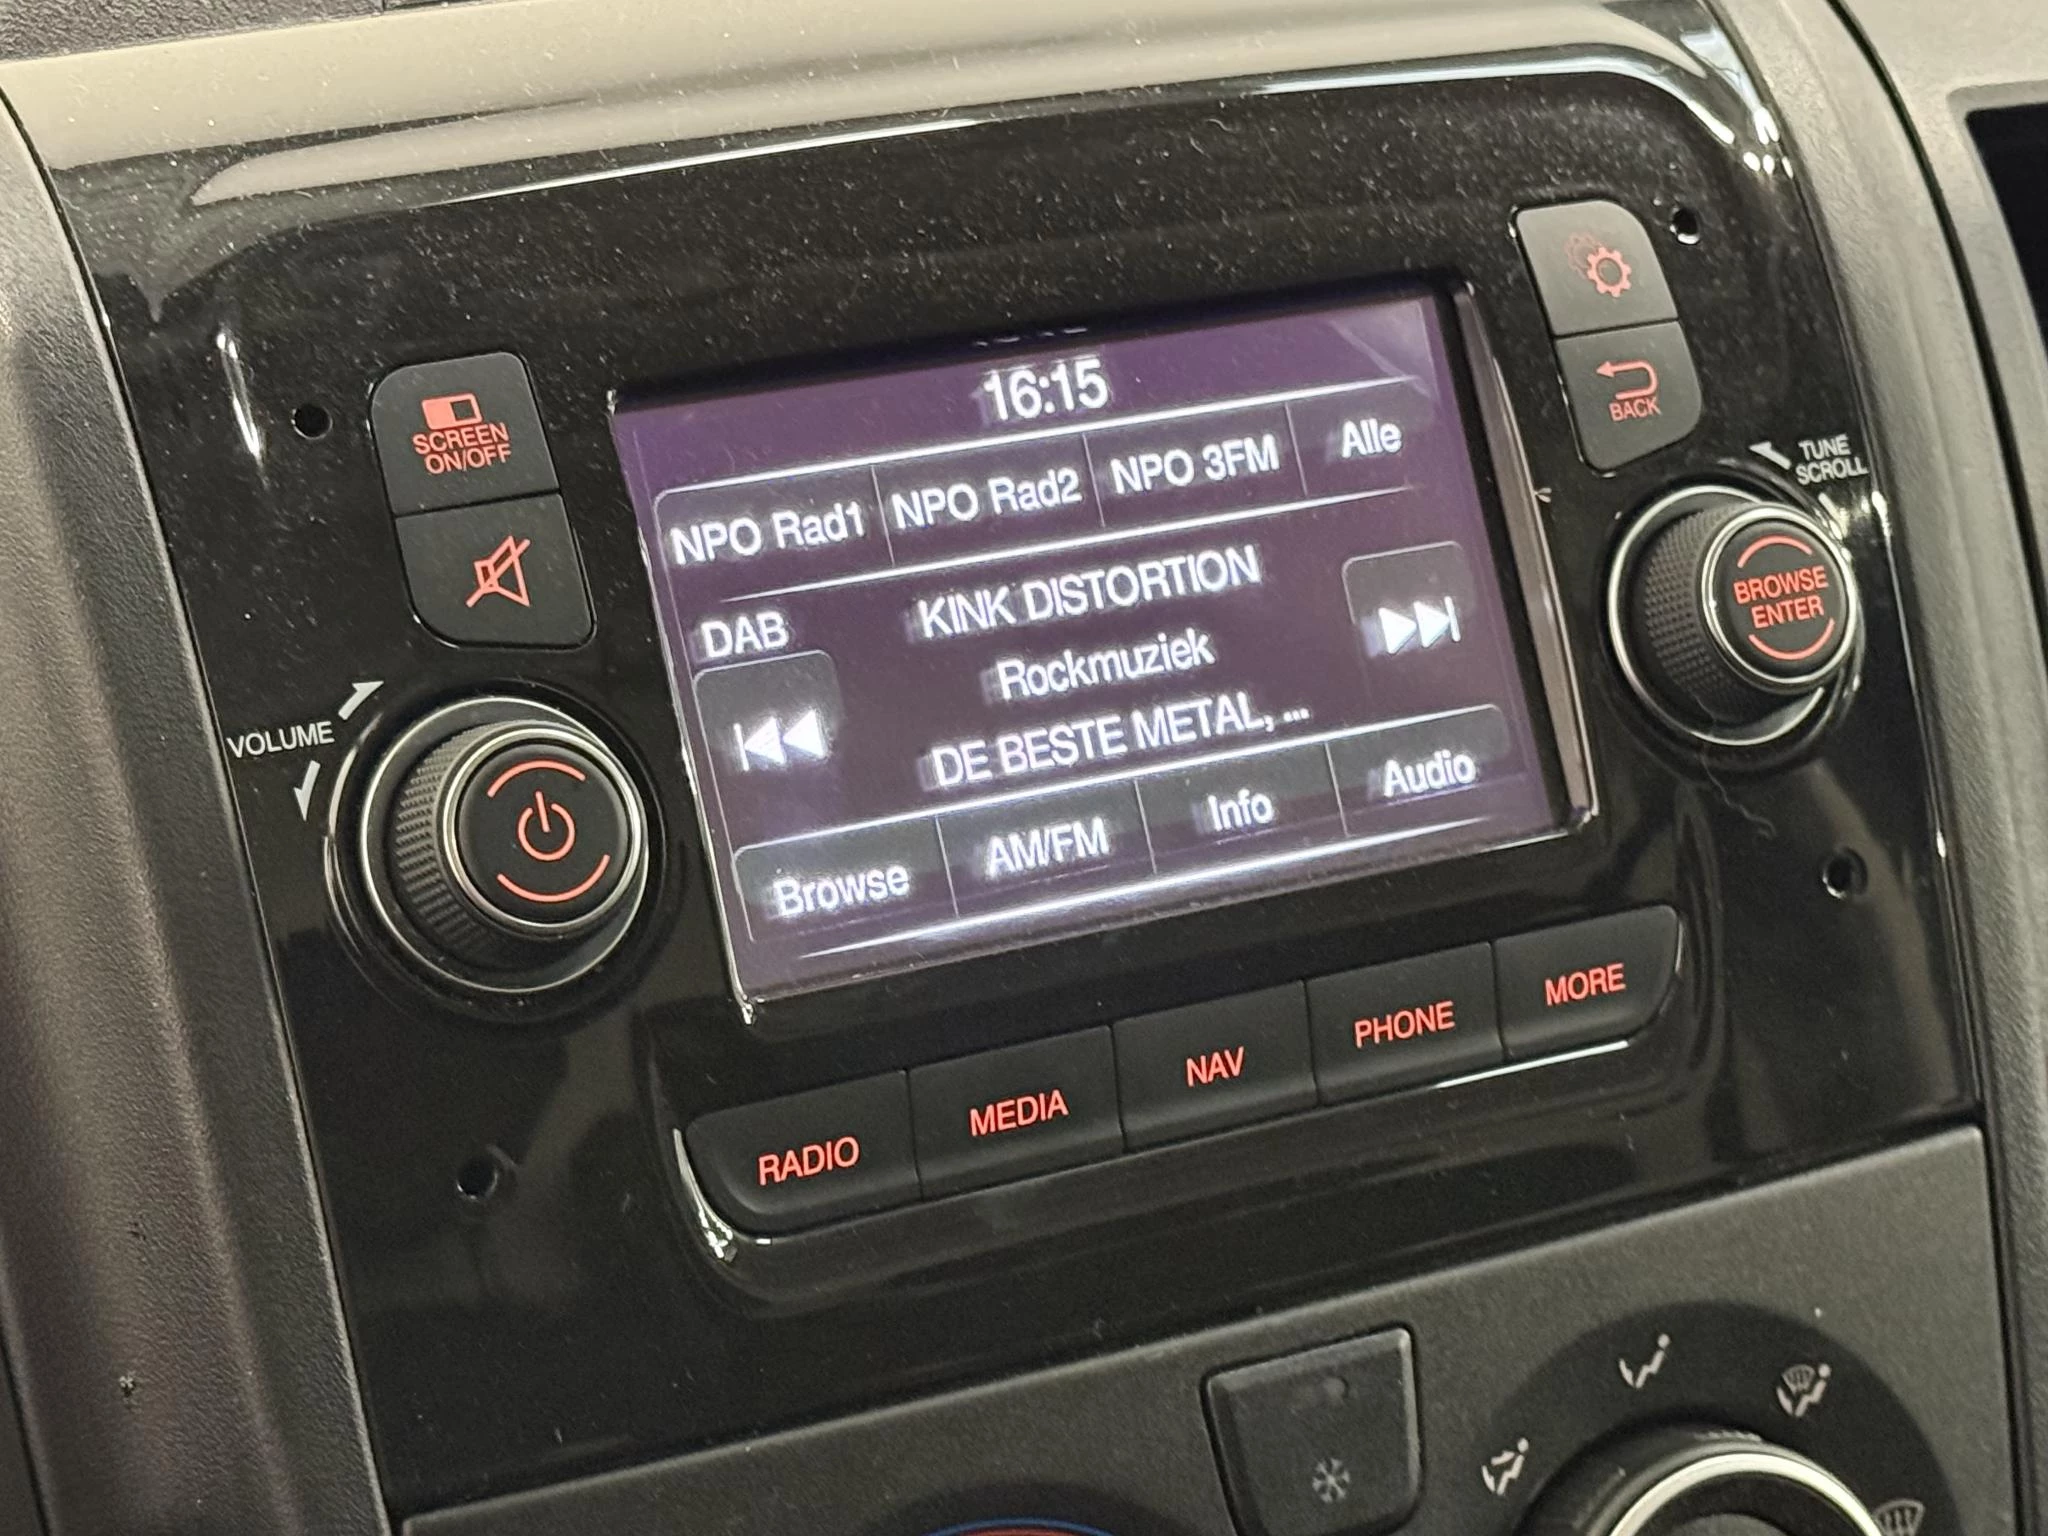 16:15
NPO Rad1 NPO Rad2 NPO 3FM Alle
DAB
KINK DISTORTION
Rockmuziek
DE BESTE METAL, ...
Browse AM/FM Info Audio
SCREEN
ON/OFF
VOLUME
BACK
TUNE
SCROLL
BROWSE
ENTER
RADIO MEDIA NAV PHONE MORE